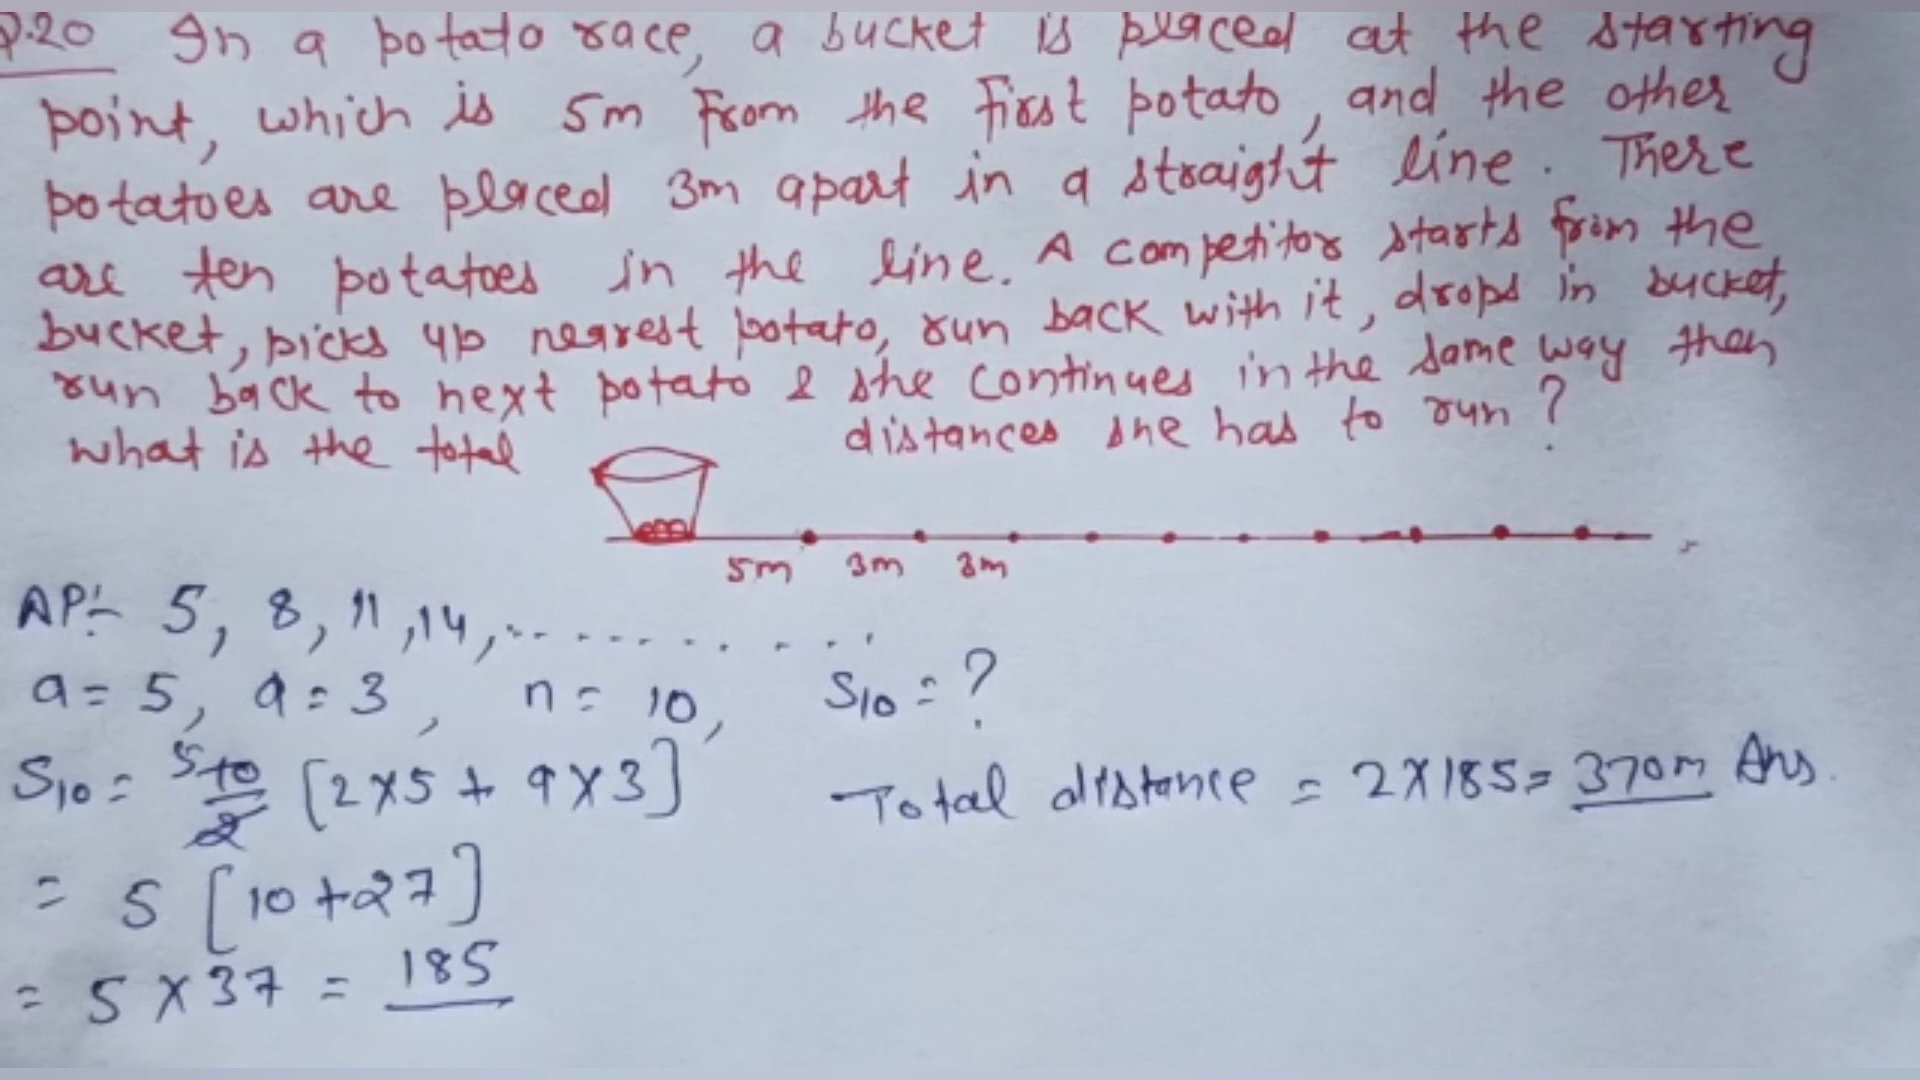 Q.20 In a potato race, a bucket is placed at the starting
point, which is 5m from the first potato, and the other
potatoes are placed 3m apart in a straight line. There
are ten potatoes in the line. A competitor starts from the
bucket, picks up nearest potato, run back with it, drops in bucket,
run back to next potato & she continues in the same way then
what is the total distances she has to run?
5m 3m 3m
AP:- 5, 8, 11, 14, ..............
a = 5, d = 3, n = 10, S10 = ?
S10 = 5 10/2 [2×5 + 9×3]
Total distance = 2×185 = 370m Ans.
= 5 [10+27]
= 5 × 37 = 185